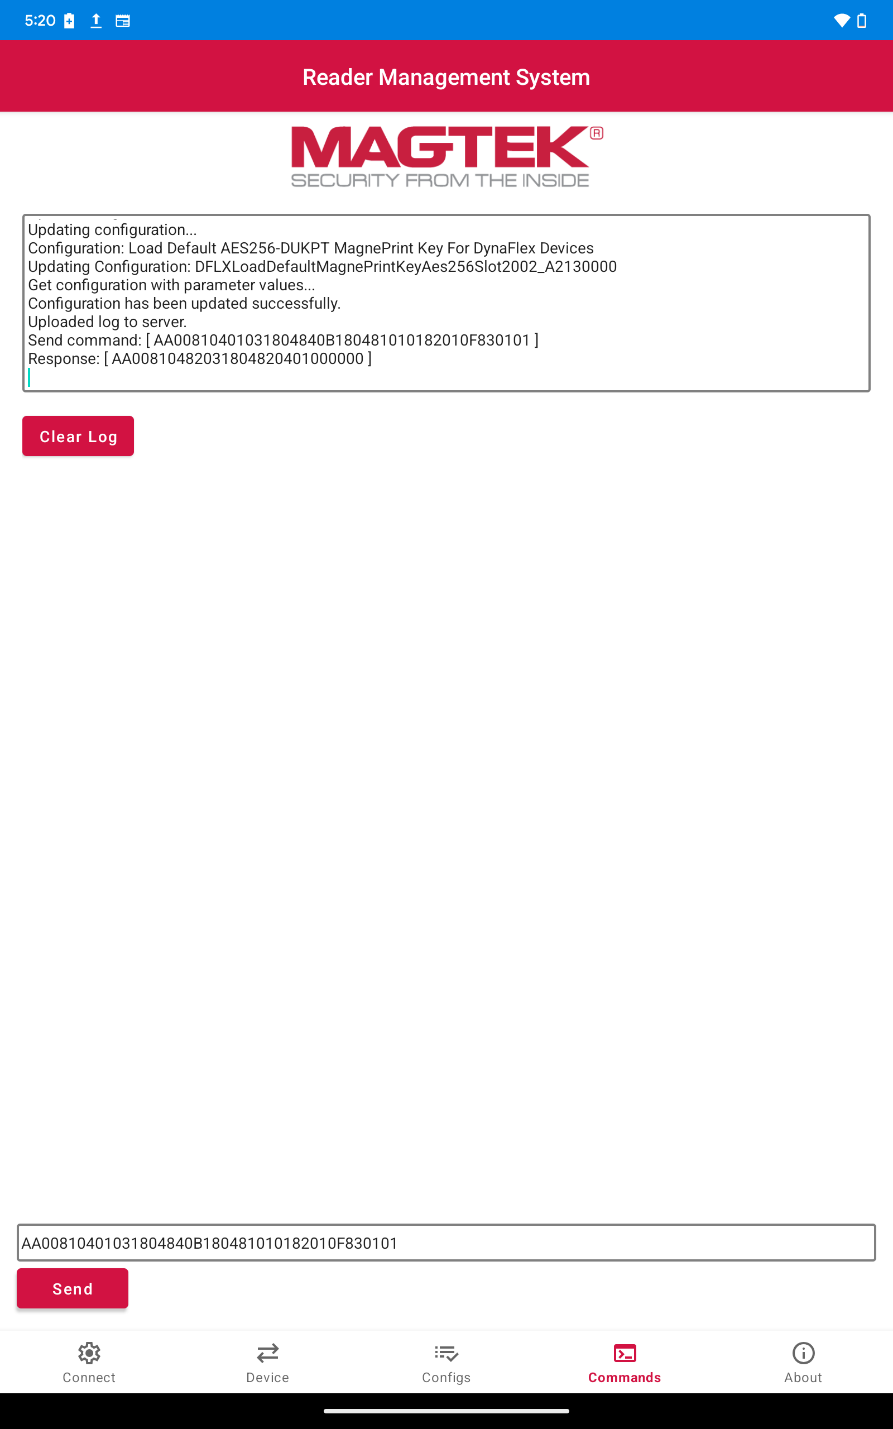 5:20
Reader Management System
MAGTEK®
SECURITY FROM THE INSIDE
Updating configuration...
Configuration: Load Default AES256-DUKPT MagnePrint Key For DynaFlex Devices
Updating Configuration: DFLXLoadDefaultMagnePrintKeyAes256Slot2002_A2130000
Get configuration with parameter values...
Configuration has been updated successfully.
Uploaded log to server.
Send command: [ AA00810401031804840B180481010182010F830101 ]
Response: [ AA00810482031804820401000000 ]
Clear Log
AA00810401031804840B180481010182010F830101
Send
Connect
Device
Configs
Commands
About